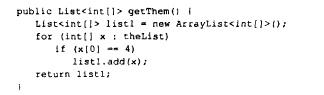 public List<int[]> getThem() {
List<int[]> list1 = new ArrayList<int[]>();
for (int[] x : theList)
if (x[0] == 4)
list1.add(x);
return list1;
}